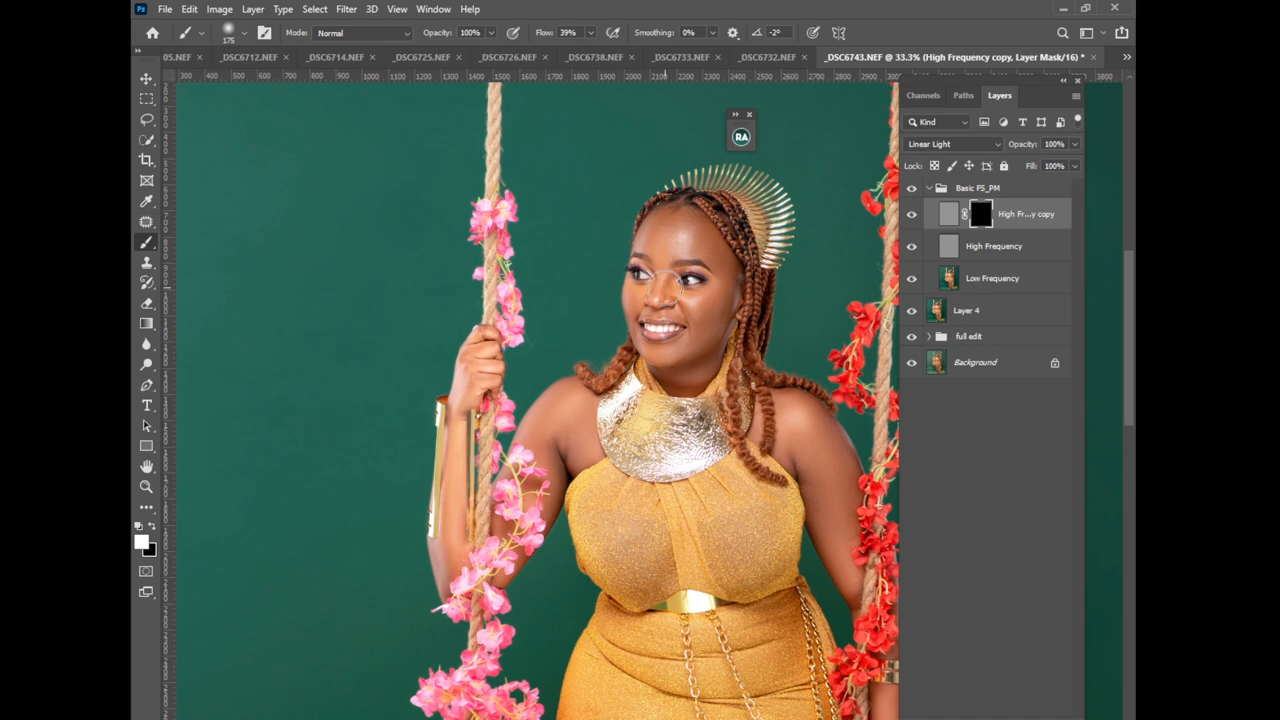 Ps File Edit Image Layer Type Select Filter 3D View Window Help
175 Mode: Normal Opacity: 100% Flow: 39% Smoothing: 0% -2°
05.NEF × _DSC6712.NEF × _DSC6714.NEF × _DSC6725.NEF × _DSC6726.NEF × _DSC6738.NEF × _DSC6733.NEF × _DSC6732.NEF × _DSC6743.NEF @ 33.3% (High Frequency copy, Layer Mask/16) * ×
300 400 500 600 700 800 900 1000 1100 1200 1300 1400 1500 1600 1700 1800 1900 2000 2100 2200 2300 2400 2500 2600 2700 2800 2900 3800
Channels Paths Layers
Kind
RA
Linear Light Opacity: 100%
Lock: Fill: 100%
Basic FS_PM
High Fr...y copy
High Frequency
Low Frequency
Layer 4
full edit
Background